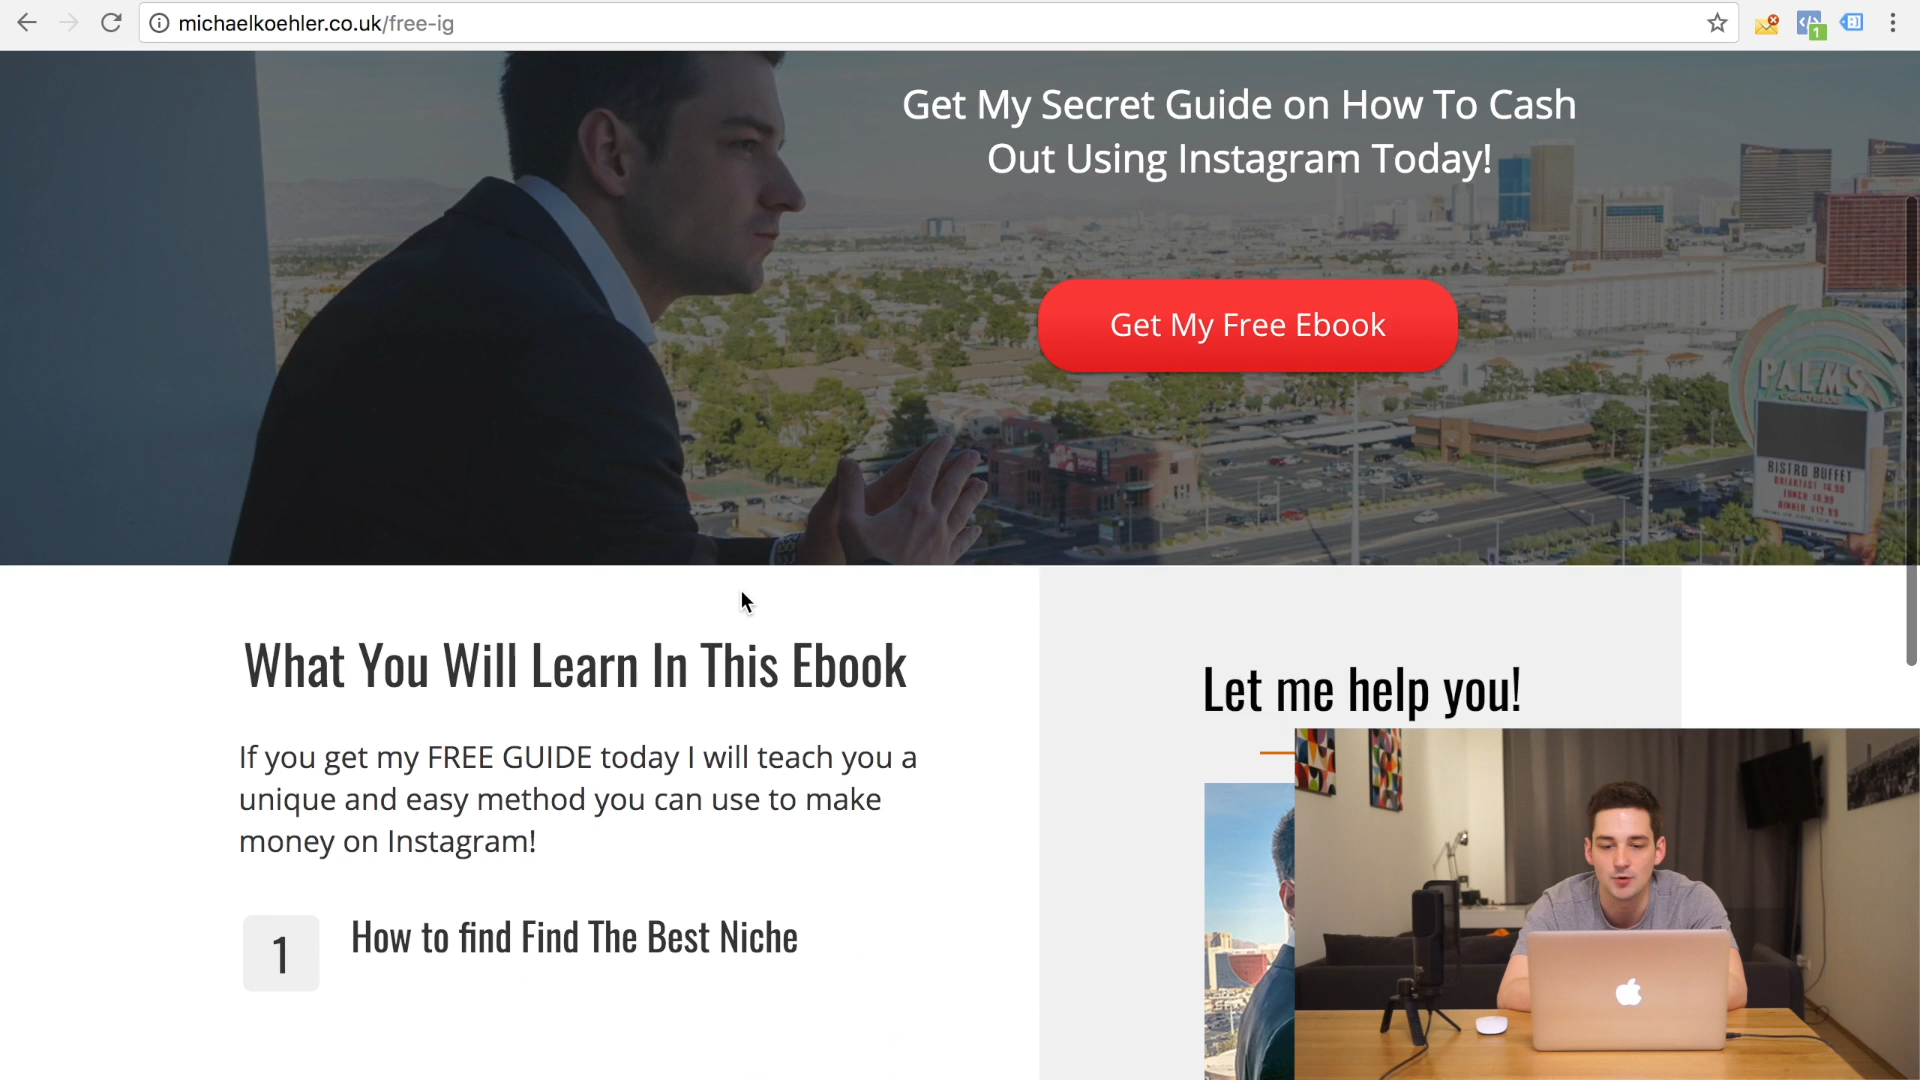 michaelkoehler.co.uk/free-ig
1
Get My Secret Guide on How To Cash
Out Using Instagram Today!
Get My Free Ebook
PALMS
BISTRO BUFFET
What You Will Learn In This Ebook
If you get my FREE GUIDE today I will teach you a
unique and easy method you can use to make
money on Instagram!
1
How to find Find The Best Niche
Let me help you!